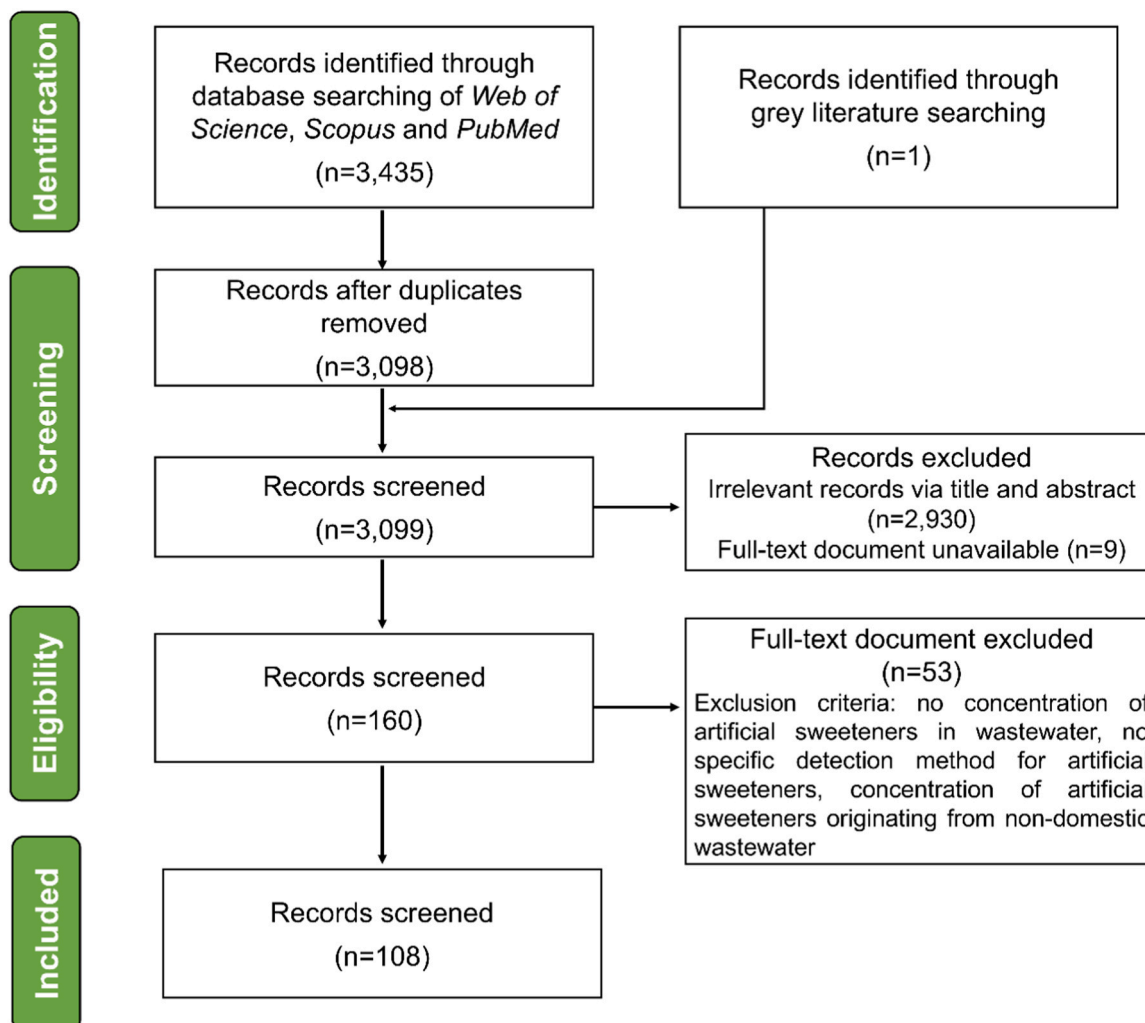 Identification
Records identified through
database searching of Web of
Science, Scopus and PubMed
(n=3,435)
Records identified through
grey literature searching
(n=1)
Screening
Records after duplicates
removed
(n=3,098)
Records screened
(n=3,099)
Records excluded
Irrelevant records via title and abstract
(n=2,930)
Full-text document unavailable (n=9)
Eligibility
Records screened
(n=160)
Full-text document excluded
(n=53)
Exclusion criteria: no concentration of
artificial sweeteners in wastewater, no
specific detection method for artificial
sweeteners, concentration of artificial
sweeteners originating from non-domestic
wastewater
Included
Records screened
(n=108)